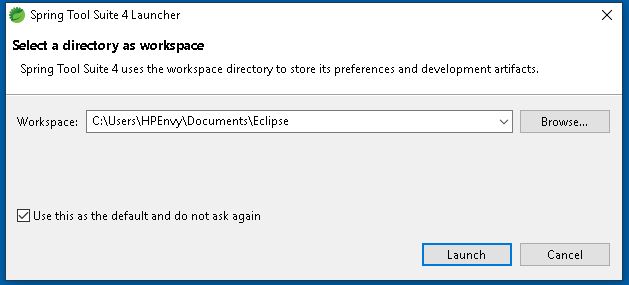 Spring Tool Suite 4 Launcher
Select a directory as workspace
Spring Tool Suite 4 uses the workspace directory to store its preferences and development artifacts.
Workspace: C:\Users\HPEnvy\Documents\Eclipse Browse...
Use this as the default and do not ask again
Launch Cancel